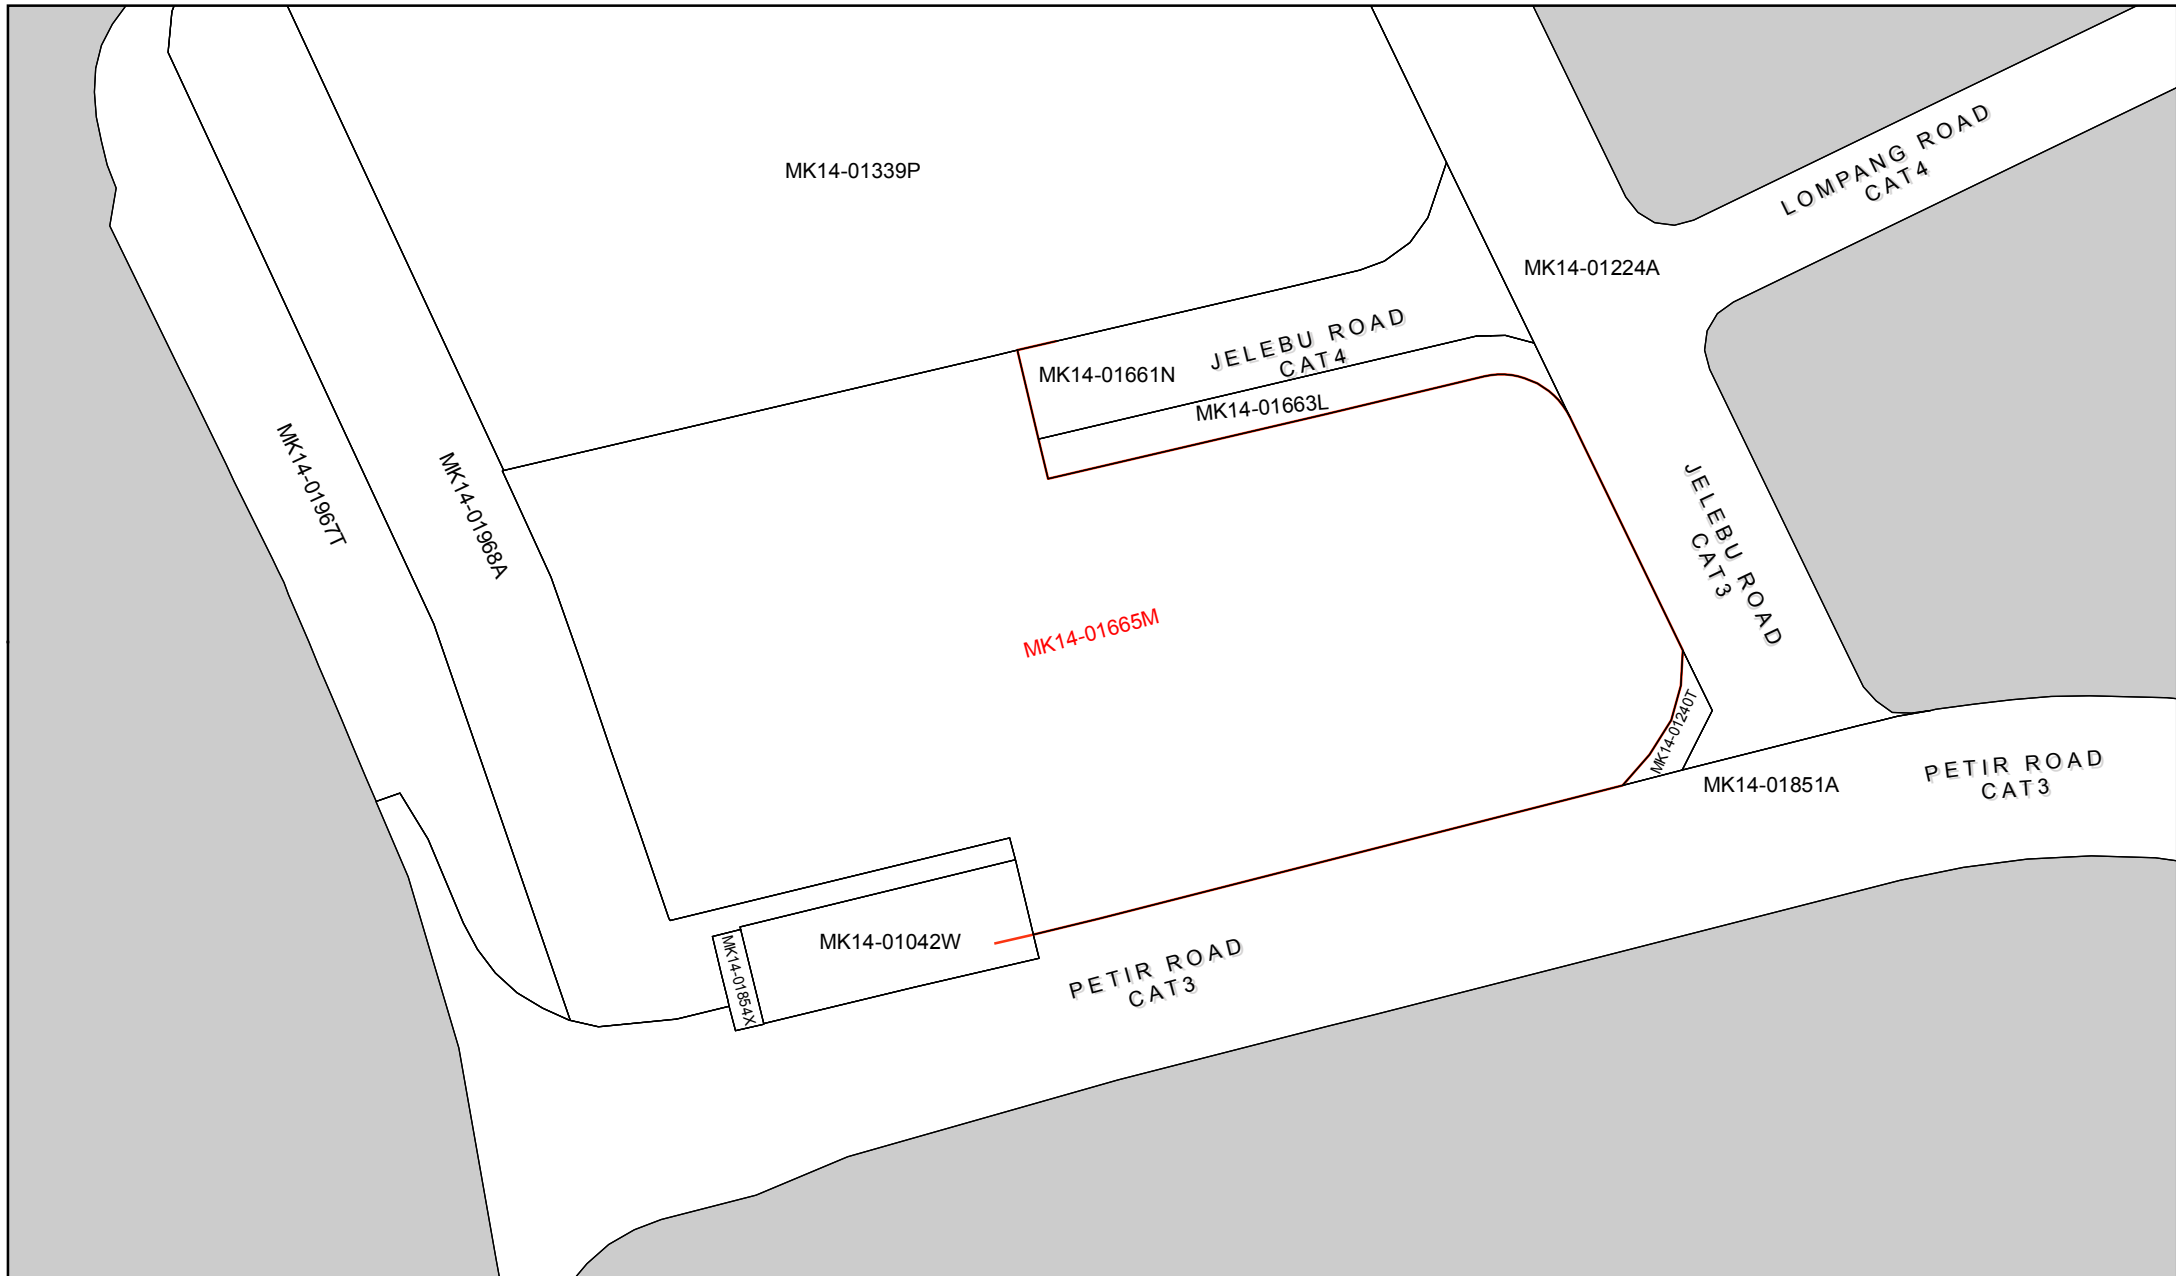 MK14-01339P
LOMPANG ROAD
CAT4
MK14-01224A
JELEBU ROAD
CAT4
MK14-01661N
MK14-01663L
MK14-01967T
MK14-01968A
JELEBU ROAD
CAT3
MK14-01665M
MK14-01240T
MK14-01851A
PETIR ROAD
CAT3
MK14-01042W
MK14-01854X
PETIR ROAD
CAT3